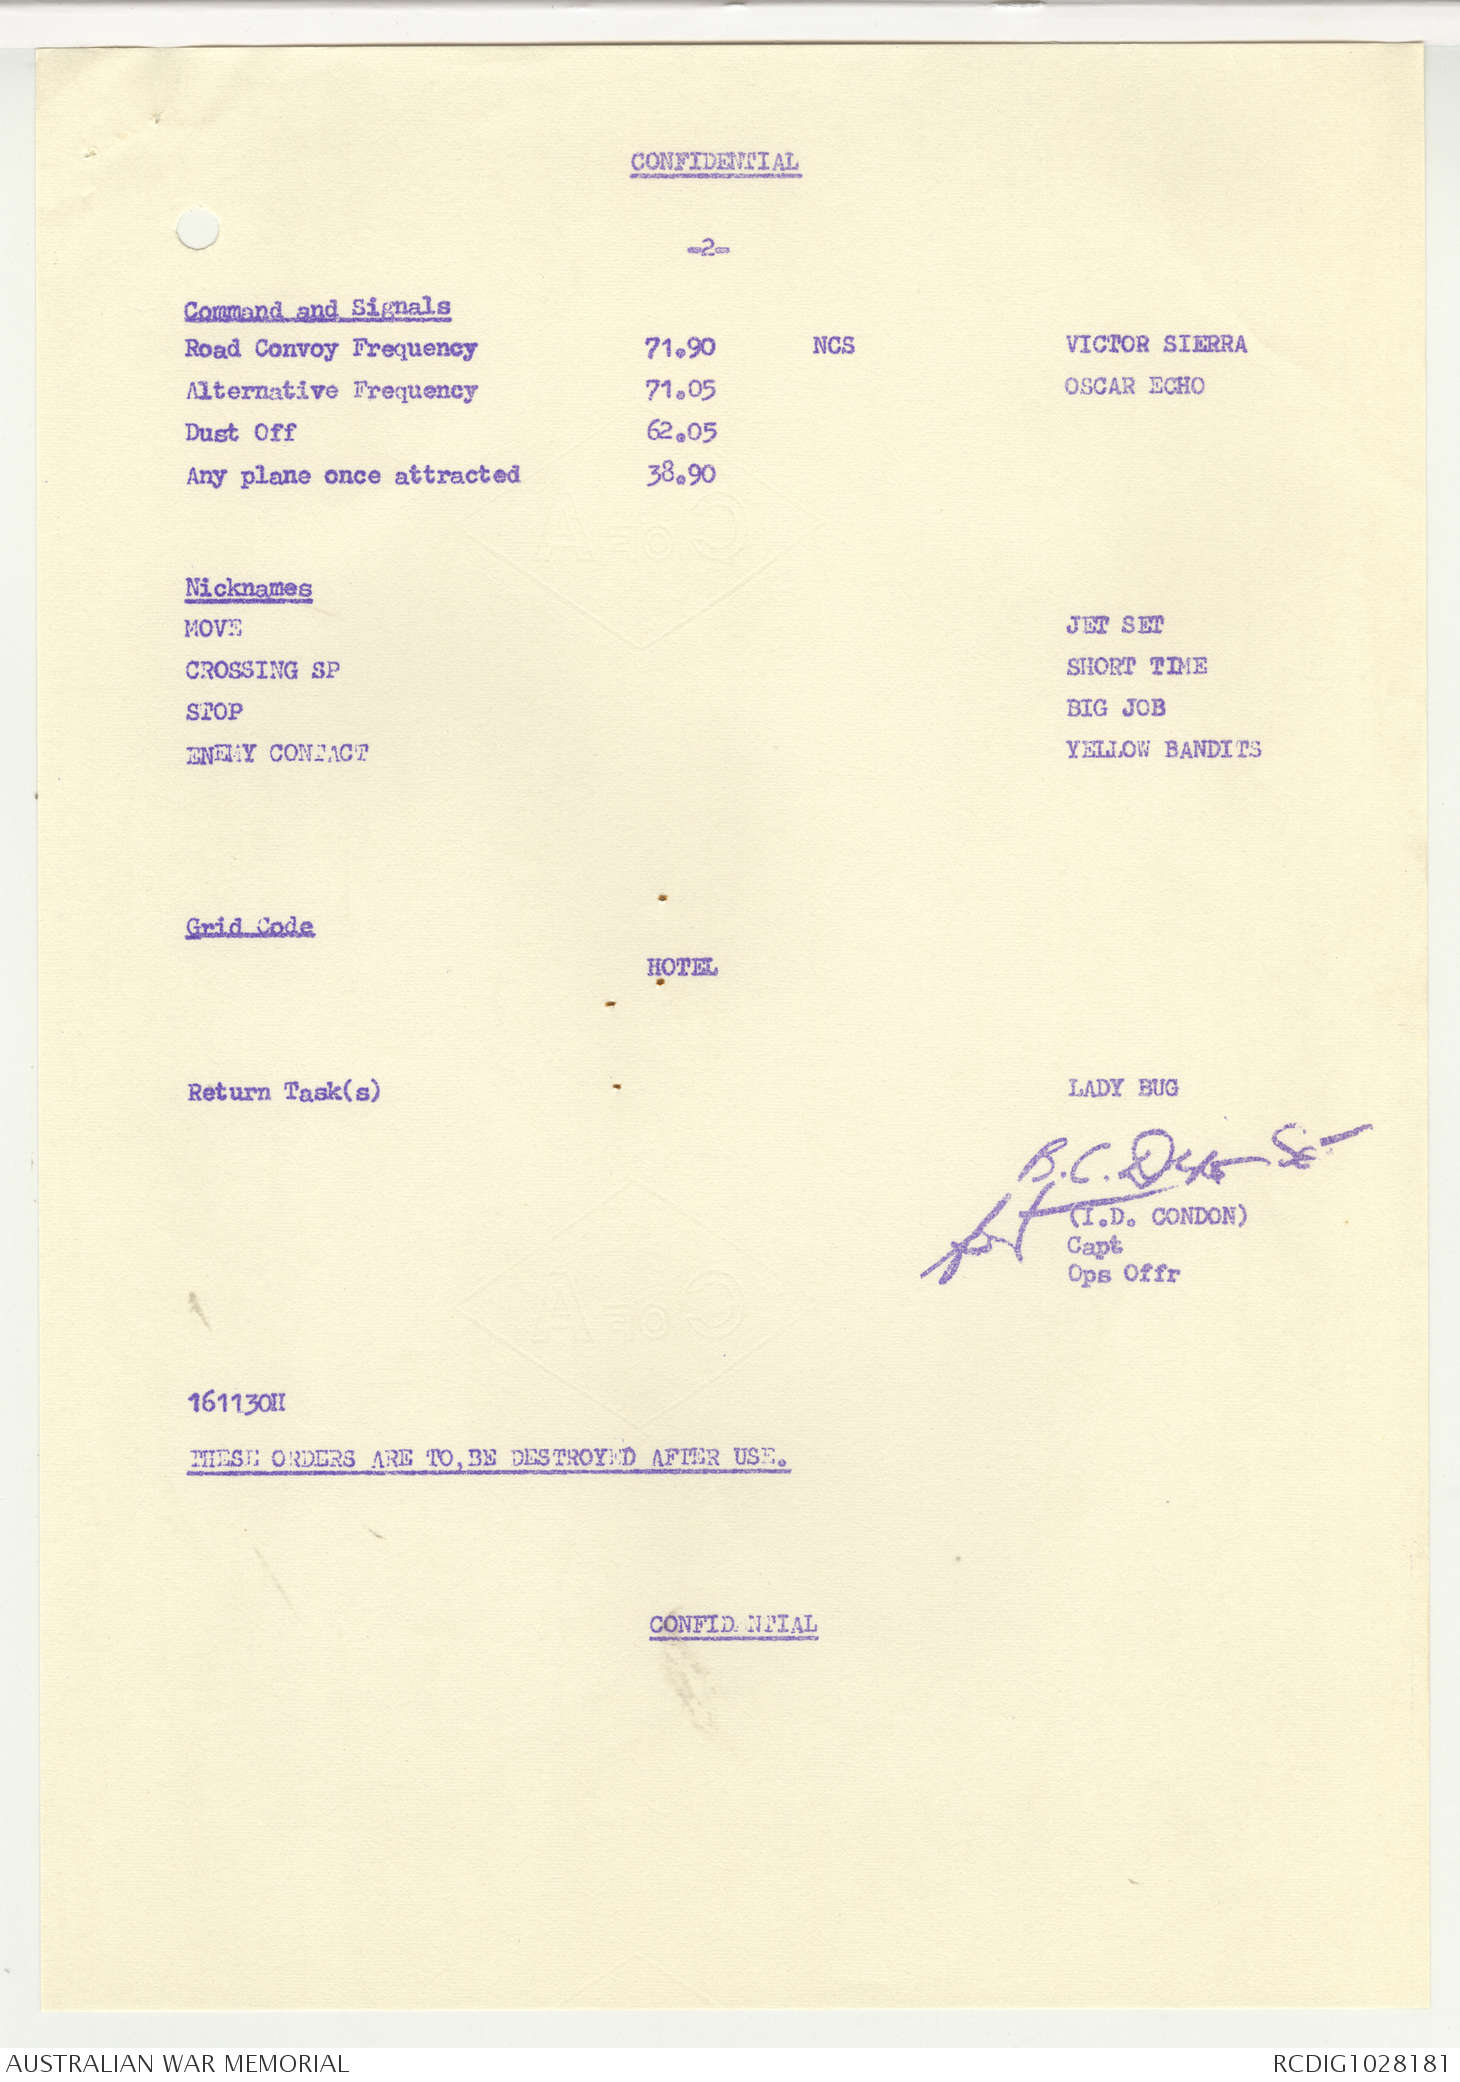 CONFIDENTIAL
-2-
Command and Signals
Road Convoy Frequency 71.90 NCS VICTOR SIERRA
Alternative Frequency 71.05 OSCAR ECHO
Dust Off 62.05
Any plane once attracted 38.90
C OF A
Nicknames
MOVE JET SET
CROSSING SP SHORT TIME
STOP BIG JOB
ENEMY CONTACT YELLOW BANDITS
Grid Code
HOTEL
Return Task(s) LADY BUG
B.C.
for
(I.D. CONDON)
Capt
Ops Offr
C OF A
161130H
THESE ORDERS ARE TO,BE DESTROYED AFTER USE.
CONFIDENTIAL
AUSTRALIAN WAR MEMORIAL RCDIG1028181